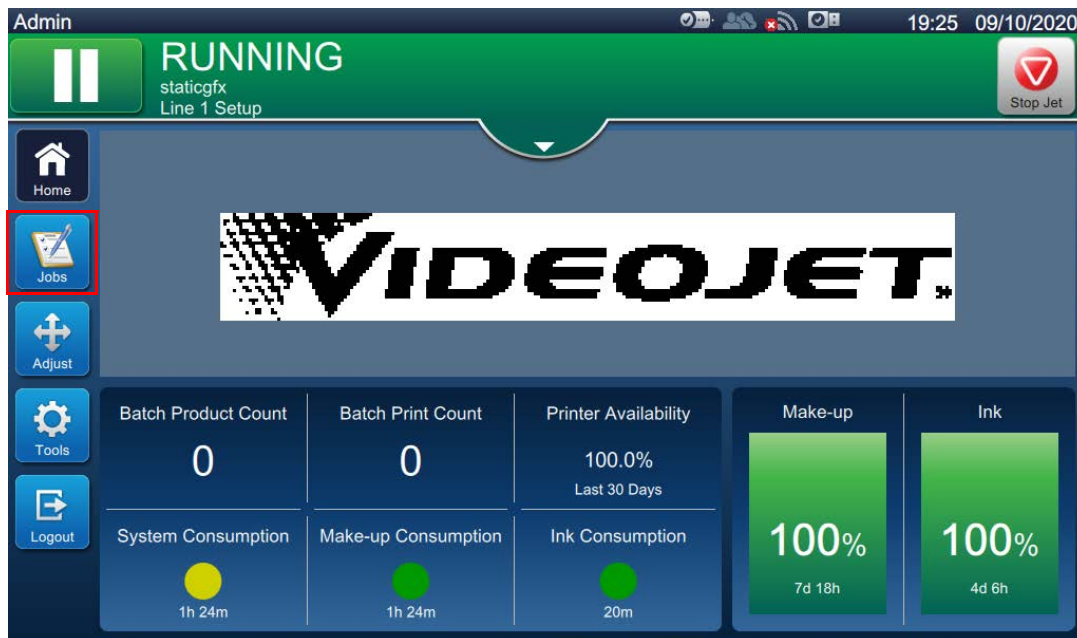 Admin 19:25 09/10/2020
RUNNING
staticgfx
Line 1 Setup
Stop Jet
Home
Jobs
Adjust
Tools
Logout
VIDEOJET.
Batch Product Count
0
Batch Print Count
0
Printer Availability
100.0%
Last 30 Days
System Consumption
1h 24m
Make-up Consumption
1h 24m
Ink Consumption
20m
Make-up
100%
7d 18h
Ink
100%
4d 6h